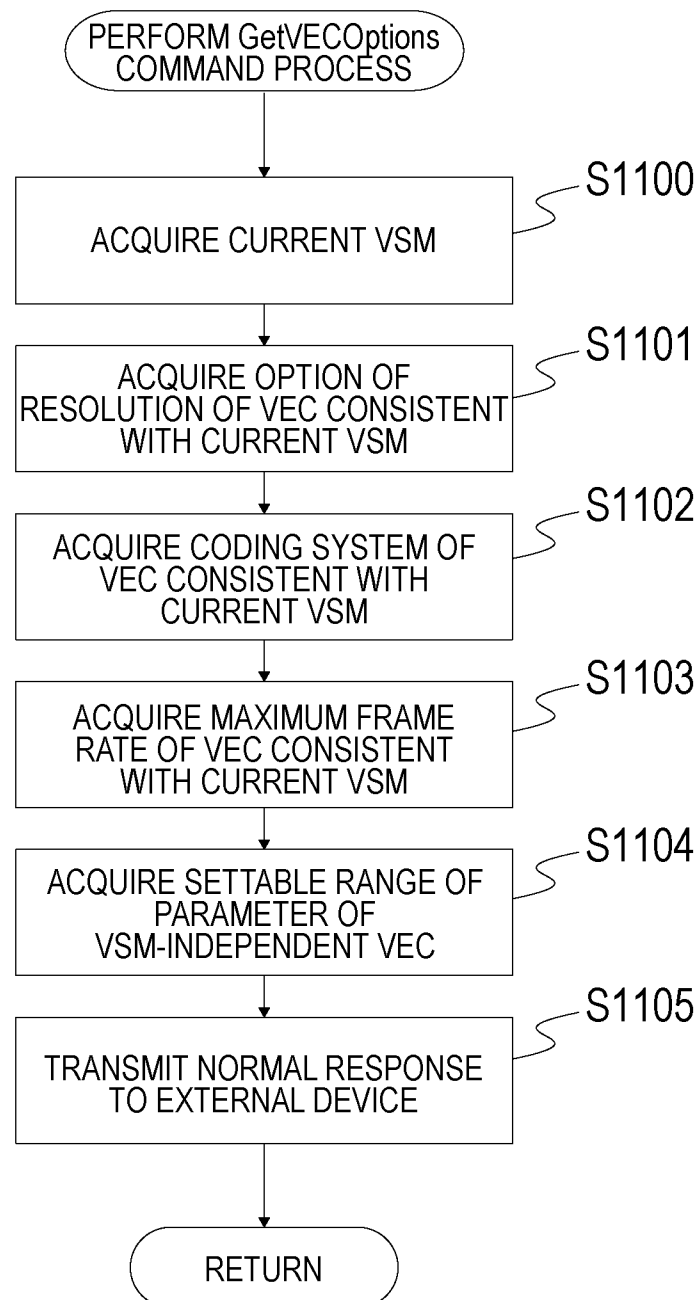 PERFORM GetVECOptions
COMMAND PROCESS
S1100
ACQUIRE CURRENT VSM
S1101
ACQUIRE OPTION OF
RESOLUTION OF VEC CONSISTENT
WITH CURRENT VSM
S1102
ACQUIRE CODING SYSTEM OF
VEC CONSISTENT WITH
CURRENT VSM
S1103
ACQUIRE MAXIMUM FRAME
RATE OF VEC CONSISTENT
WITH CURRENT VSM
S1104
ACQUIRE SETTABLE RANGE OF
PARAMETER OF
VSM-INDEPENDENT VEC
S1105
TRANSMIT NORMAL RESPONSE
TO EXTERNAL DEVICE
RETURN